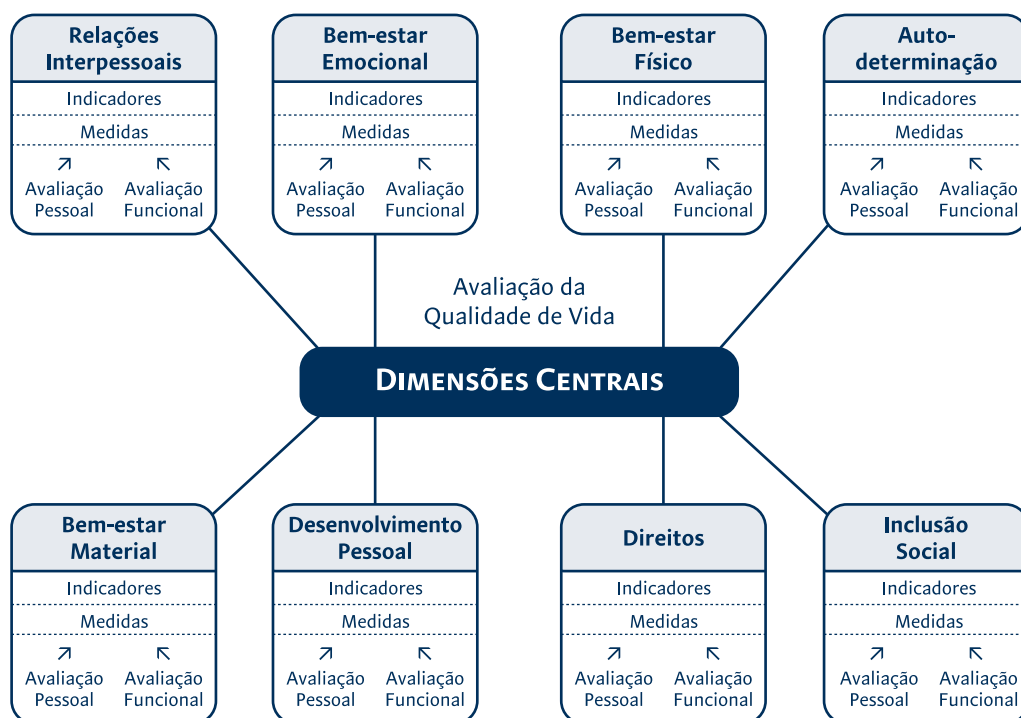 Relações
Interpessoais
Indicadores
Medidas
Avaliação
Pessoal
Avaliação
Funcional
Bem-estar
Emocional
Indicadores
Medidas
Avaliação
Pessoal
Avaliação
Funcional
Bem-estar
Físico
Indicadores
Medidas
Avaliação
Pessoal
Avaliação
Funcional
Auto-
determinação
Indicadores
Medidas
Avaliação
Pessoal
Avaliação
Funcional
Avaliação da
Qualidade de Vida
DIMENSÕES CENTRAIS
Bem-estar
Material
Indicadores
Medidas
Avaliação
Pessoal
Avaliação
Funcional
Desenvolvimento
Pessoal
Indicadores
Medidas
Avaliação
Pessoal
Avaliação
Funcional
Direitos
Indicadores
Medidas
Avaliação
Pessoal
Avaliação
Funcional
Inclusão
Social
Indicadores
Medidas
Avaliação
Pessoal
Avaliação
Funcional